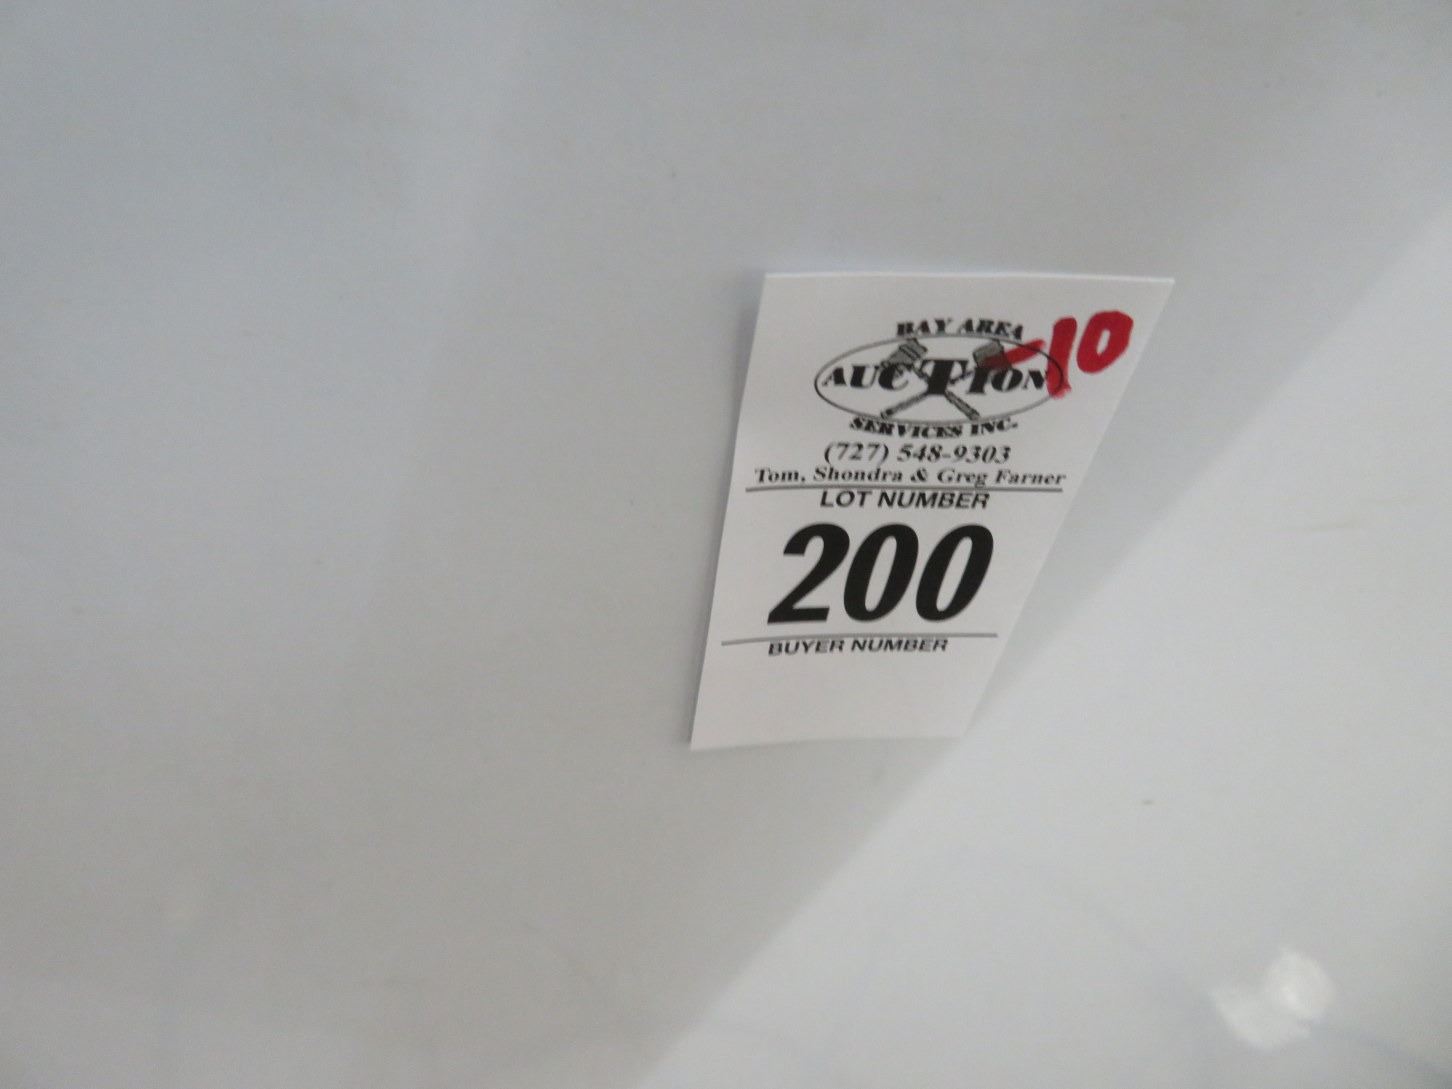 BAY AREA
-10
AUCTION
SERVICES INC.
(727) 548-9303
Tom, Shondra & Greg Farner
LOT NUMBER
200
BUYER NUMBER